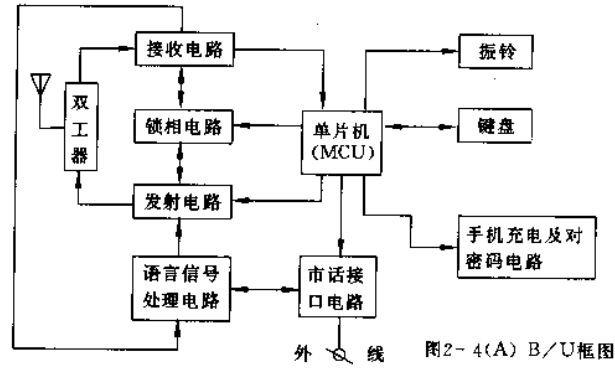 接收电路
振铃
双工器
锁相电路
单片机
(MCU)
键盘
发射电路
手机充电及对
密码电路
语言信号
处理电路
市话接
口电路
外线
图2-4(A) B/U框图